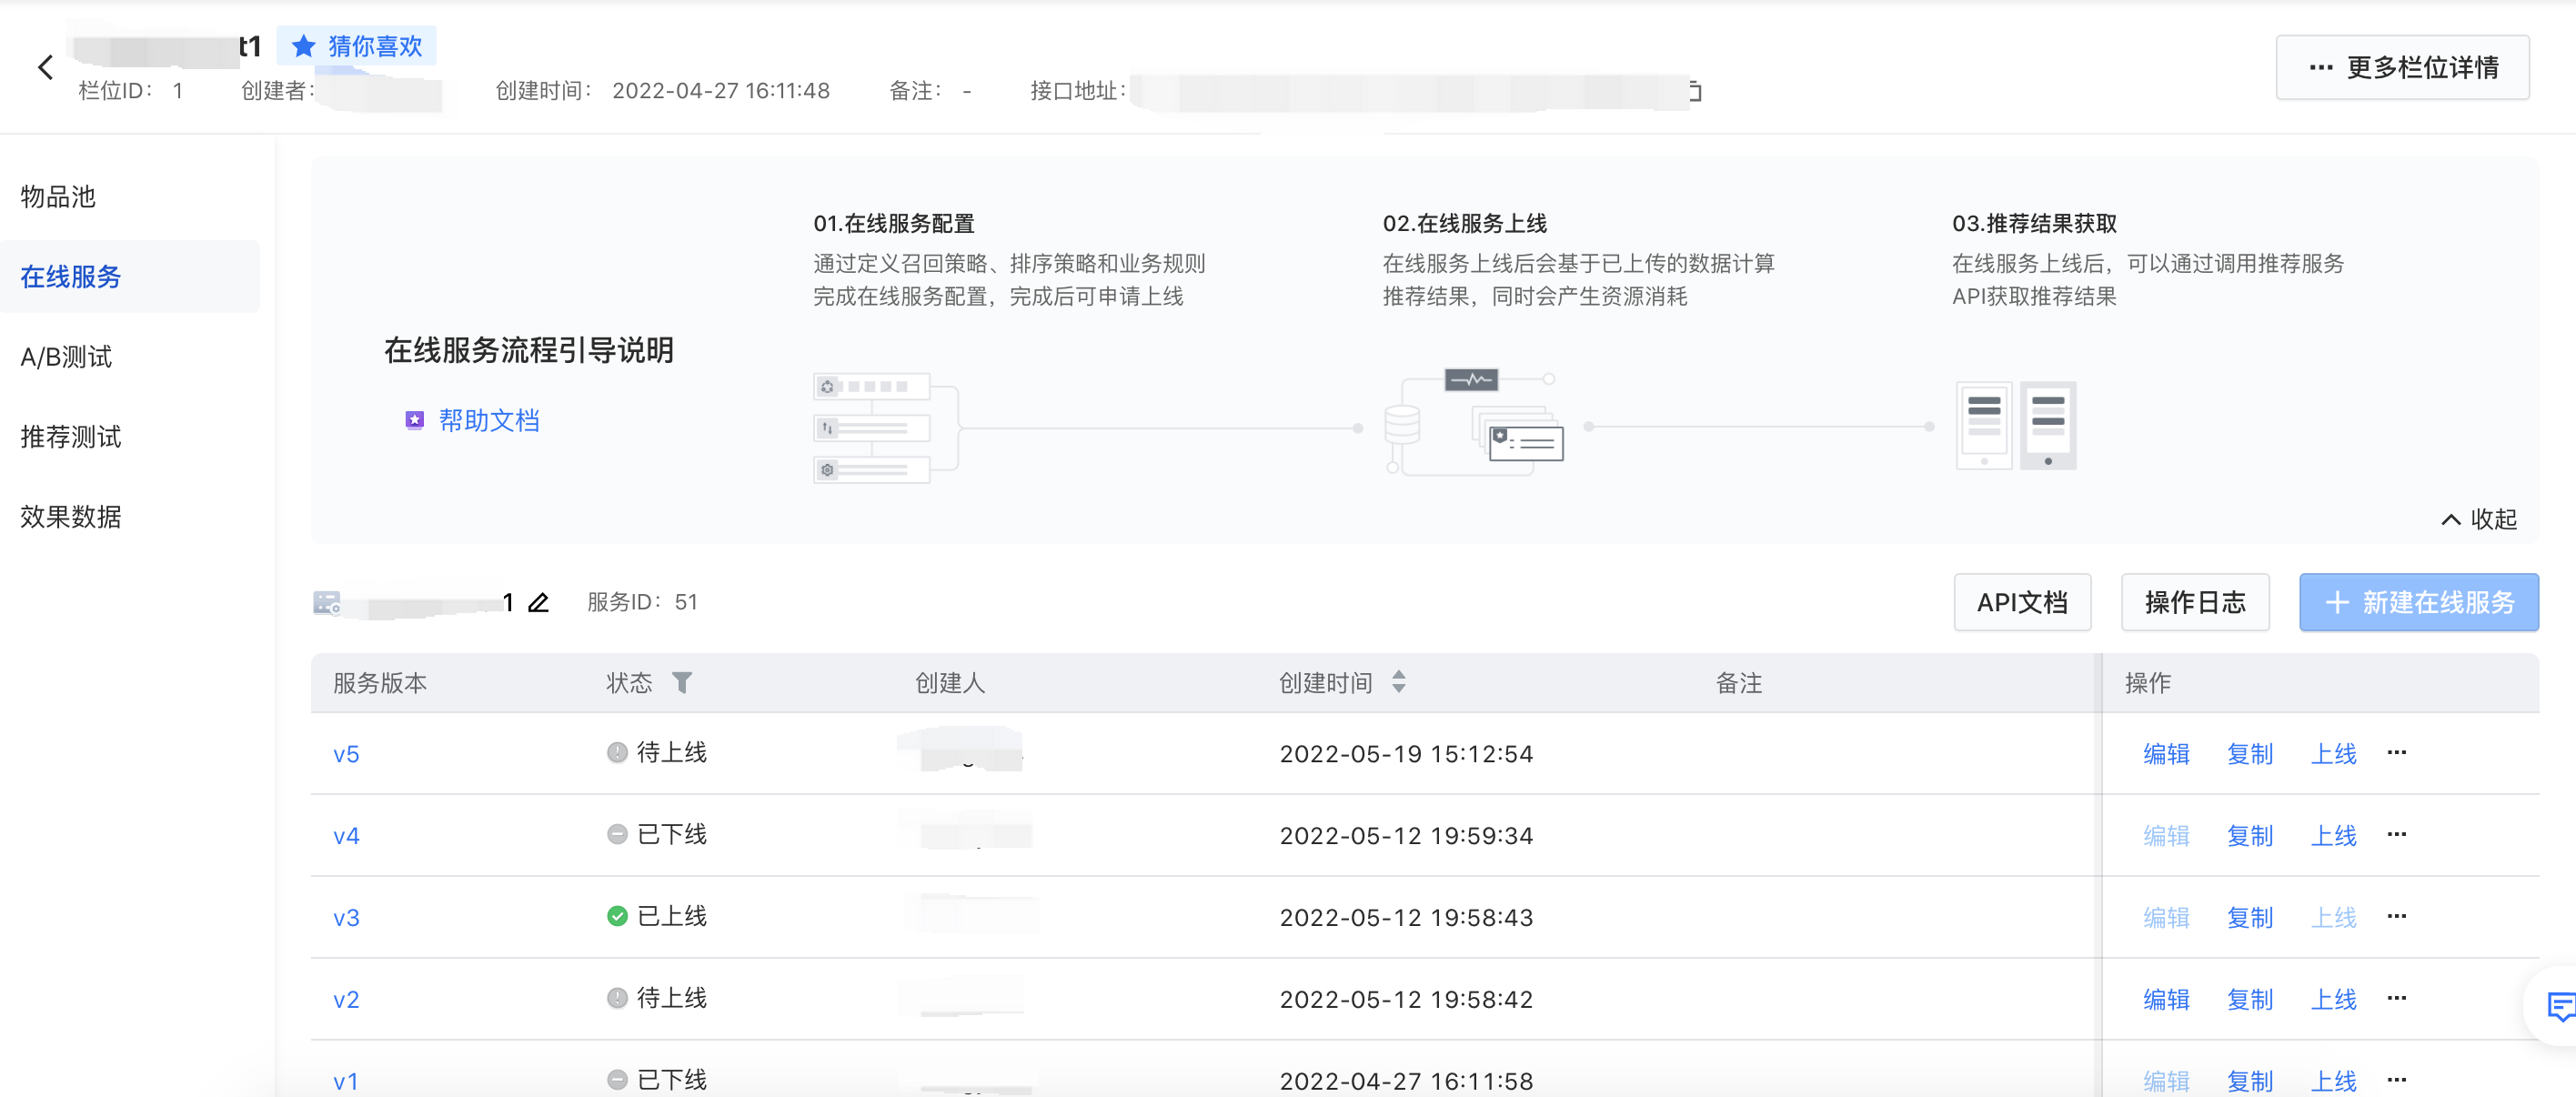 t1 猜你喜欢
栏位ID： 1 创建者： 创建时间： 2022-04-27 16:11:48 备注： - 接口地址：
··· 更多栏位详情
物品池
在线服务
A/B测试
推荐测试
效果数据
在线服务流程引导说明
帮助文档
01.在线服务配置
通过定义召回策略、排序策略和业务规则
完成在线服务配置，完成后可申请上线
02.在线服务上线
在线服务上线后会基于已上传的数据计算
推荐结果，同时会产生资源消耗
03.推荐结果获取
在线服务上线后，可以通过调用推荐服务
API获取推荐结果
收起
1 服务ID： 51
API文档 操作日志 + 新建在线服务
服务版本 状态 创建人 创建时间 备注 操作
v5 待上线 2022-05-19 15:12:54 编辑 复制 上线 ···
v4 已下线 2022-05-12 19:59:34 编辑 复制 上线 ···
v3 已上线 2022-05-12 19:58:43 编辑 复制 上线 ···
v2 待上线 2022-05-12 19:58:42 编辑 复制 上线 ···
v1 已下线 2022-04-27 16:11:58 编辑 复制 上线 ···